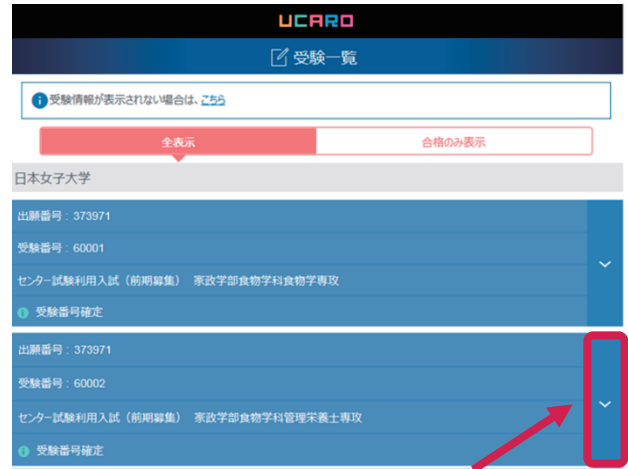 UCARO
受験一覧
受験情報が表示されない場合は、こちら
全表示
合格のみ表示
日本女子大学
出願番号：373971
受験番号：60001
センター試験利用入試（前期募集） 家政学部食物学科食物学専攻
受験番号確定
出願番号：373971
受験番号：60002
センター試験利用入試（前期募集） 家政学部食物学科管理栄養士専攻
受験番号確定